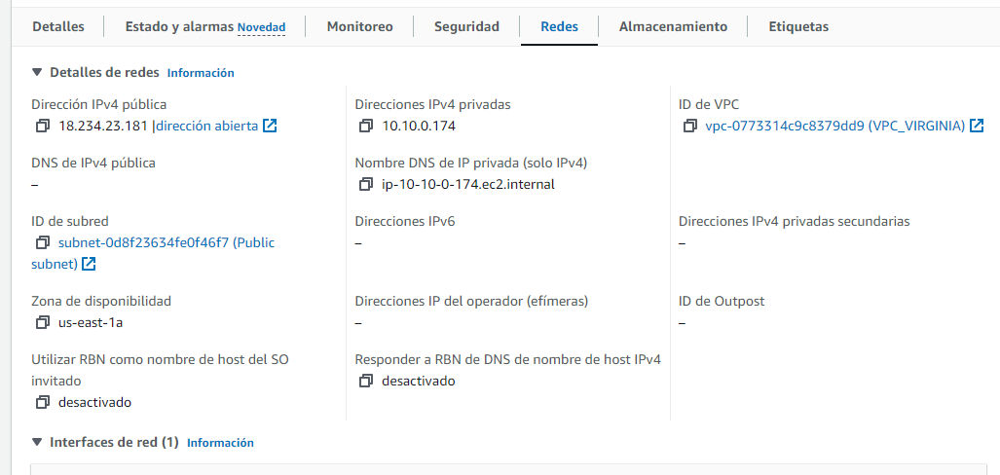 Detalles
Estado y alarmas Novedad
Monitoreo
Seguridad
Redes
Almacenamiento
Etiquetas
Detalles de redes Información
Dirección IPv4 pública
18.234.23.181 |dirección abierta
Direcciones IPv4 privadas
10.10.0.174
ID de VPC
vpc-0773314c9c8379dd9 (VPC_VIRGINIA)
DNS de IPv4 pública
–
Nombre DNS de IP privada (solo IPv4)
ip-10-10-0-174.ec2.internal
ID de subred
subnet-0d8f23634fe0f46f7 (Public
subnet)
Direcciones IPv6
–
Direcciones IPv4 privadas secundarias
–
Zona de disponibilidad
us-east-1a
Direcciones IP del operador (efímeras)
–
ID de Outpost
–
Utilizar RBN como nombre de host del SO
invitado
desactivado
Responder a RBN de DNS de nombre de host IPv4
desactivado
Interfaces de red (1) Información